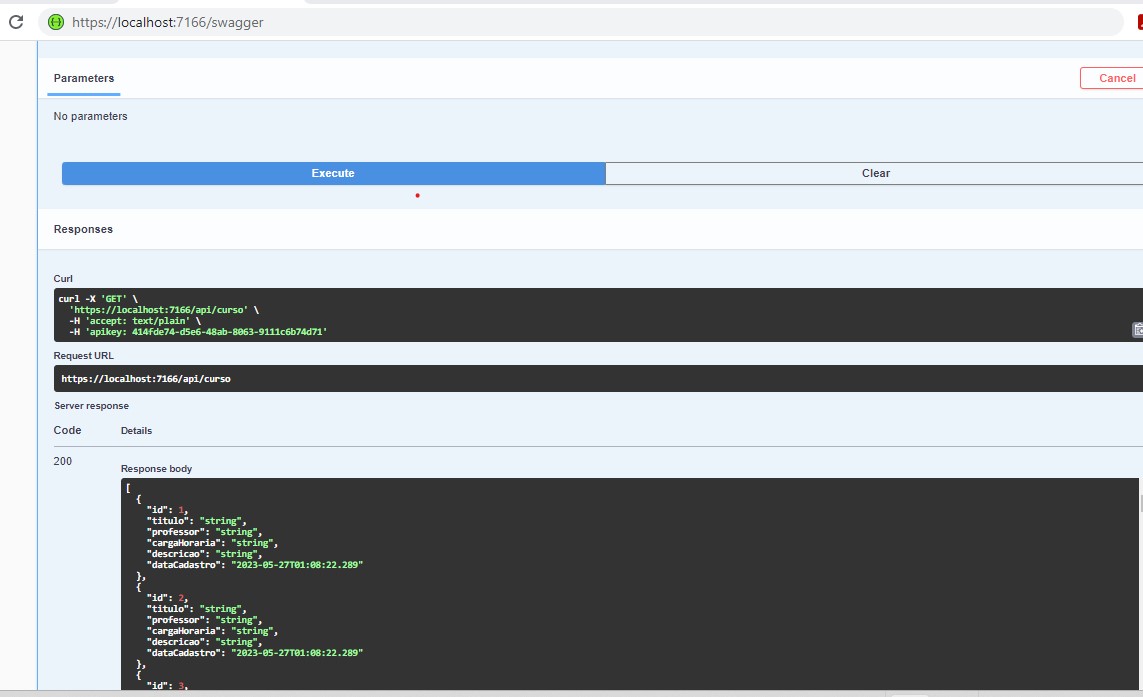 https://localhost:7166/swagger
Parameters
Cancel
No parameters
Execute
Clear
Responses
Curl
curl -X 'GET' \
'https://localhost:7166/api/curso' \
-H 'accept: text/plain' \
-H 'apikey: 414fde74-d5e6-48ab-8063-9111c6b74d71'
Request URL
https://localhost:7166/api/curso
Server response
Code
Details
200
Response body
[
{
"id": 1,
"titulo": "string",
"professor": "string",
"cargaHoraria": "string",
"descricao": "string",
"dataCadastro": "2023-05-27T01:08:22.289"
},
{
"id": 2,
"titulo": "string",
"professor": "string",
"cargaHoraria": "string",
"descricao": "string",
"dataCadastro": "2023-05-27T01:08:22.289"
},
{
"id": 3,